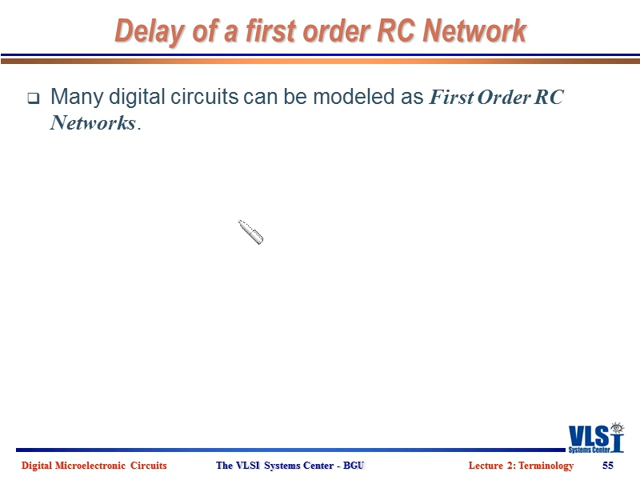 Delay of a first order RC Network
Many digital circuits can be modeled as First Order RC
Networks.
VLSI
Systems Center
Digital Microelectronic Circuits The VLSI Systems Center - BGU Lecture 2: Terminology 55